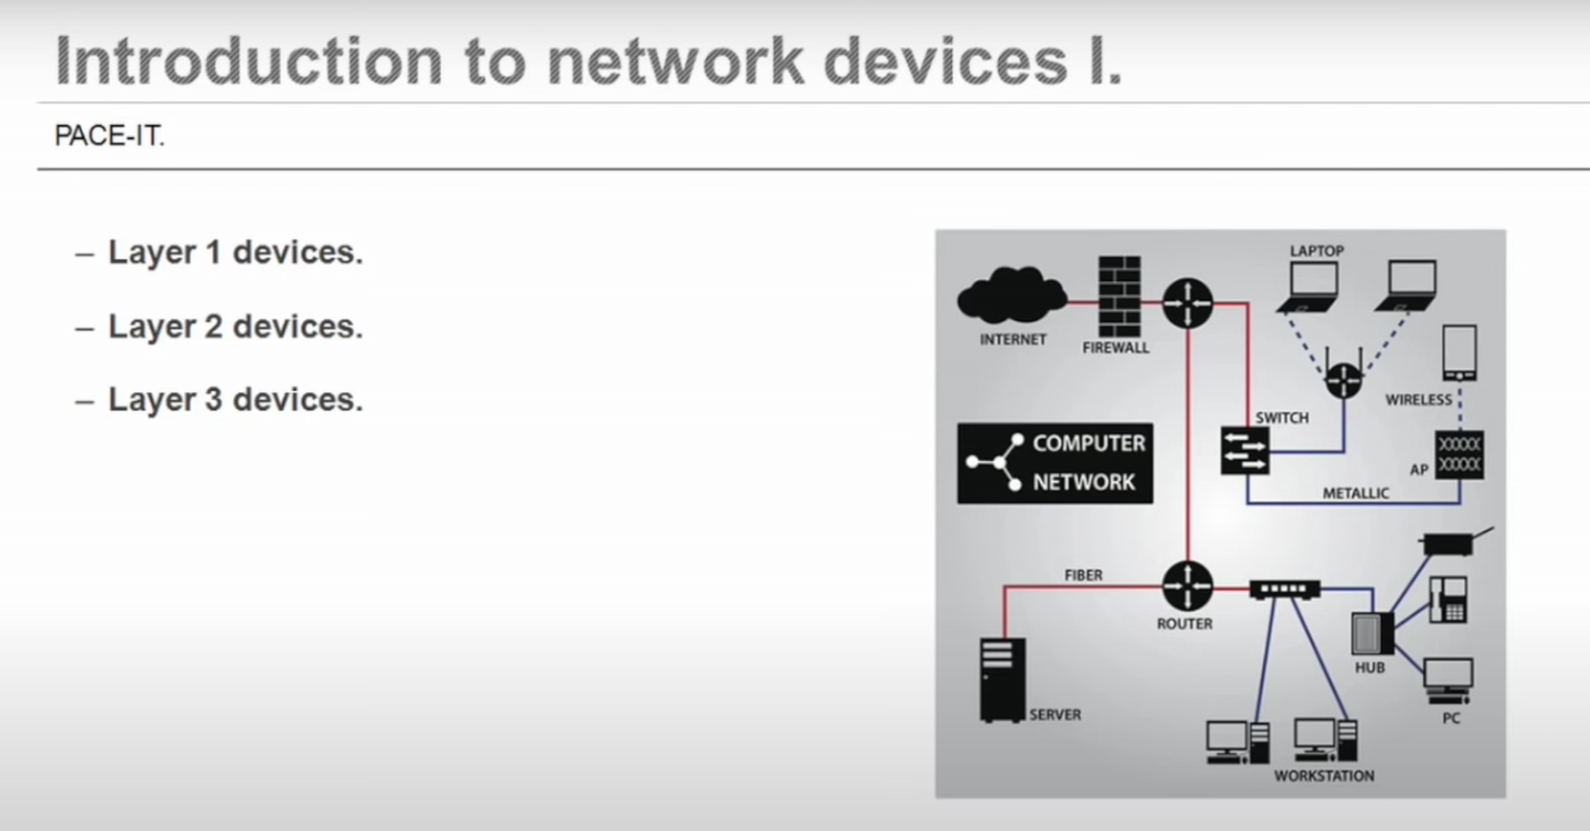 Introduction to network devices I.
PACE-IT.
– Layer 1 devices.
– Layer 2 devices.
– Layer 3 devices.
LAPTOP
INTERNET
FIREWALL
WIRELESS
SWITCH
AP
COMPUTER
NETWORK
METALLIC
FIBER
ROUTER
HUB
SERVER
PC
WORKSTATION